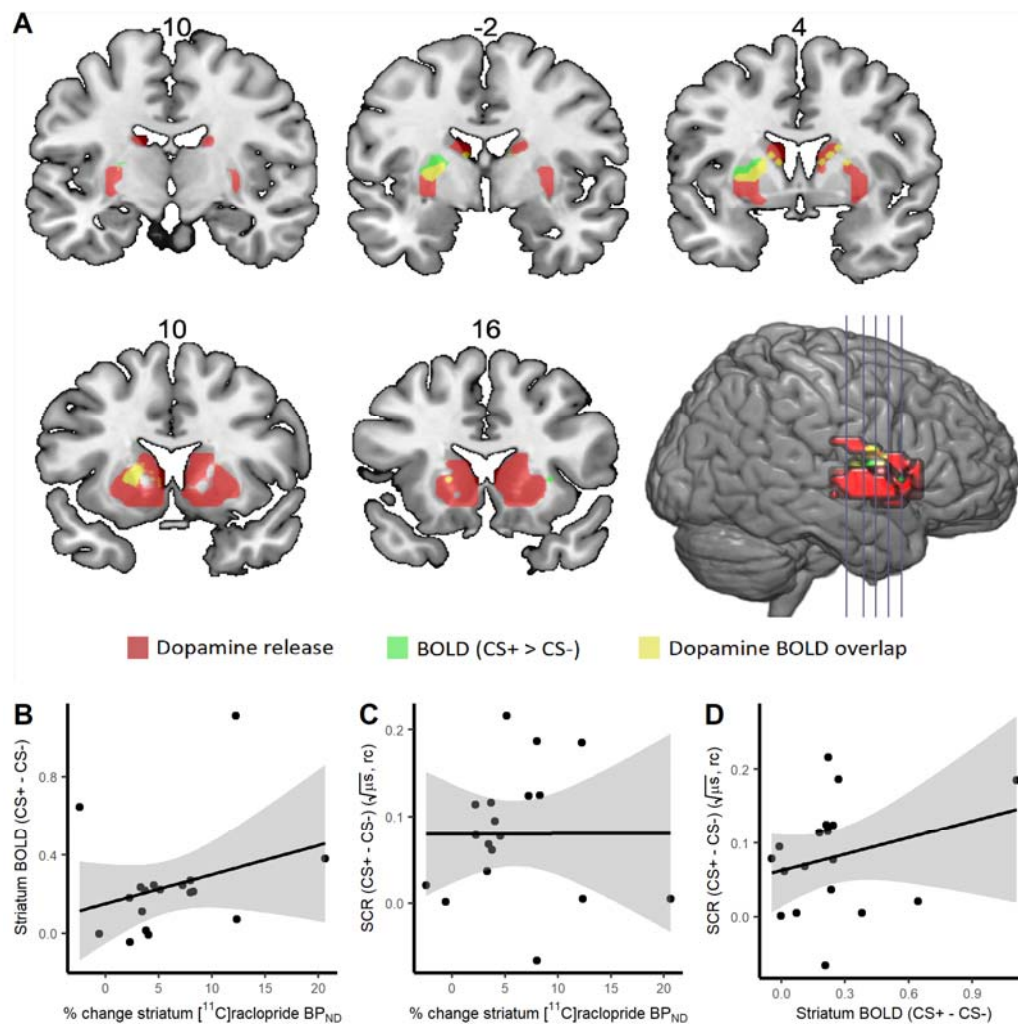 A
-10
-2
4
10
16
Dopamine release
BOLD (CS+ > CS-)
Dopamine BOLD overlap
B
Striatum BOLD (CS+ - CS-)
0.8
0.4
0.0
0 5 10 15 20
% change striatum [¹¹C]raclopride BP_ND
C
SCR (CS+ - CS-) (√μs, rc)
0.2
0.1
0.0
0 5 10 15 20
% change striatum [¹¹C]raclopride BP_ND
D
SCR (CS+ - CS-) (√μs, rc)
0.2
0.1
0.0
0.0 0.3 0.6 0.9
Striatum BOLD (CS+ - CS-)